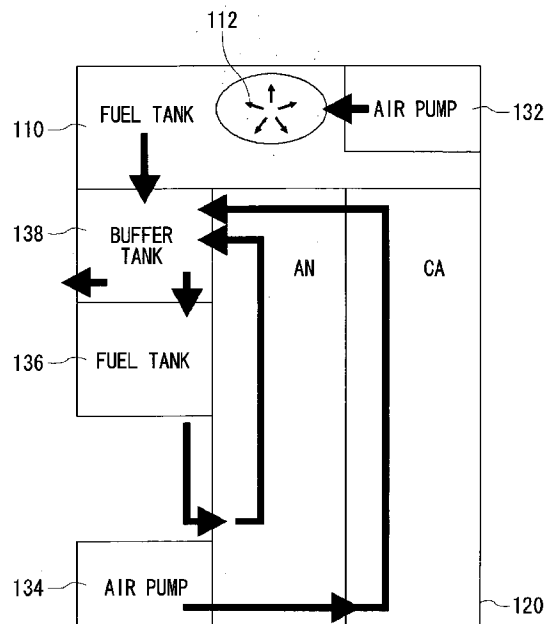 112
110
FUEL TANK
AIR PUMP
132
138
BUFFER
TANK
AN
CA
136
FUEL TANK
134
AIR PUMP
120